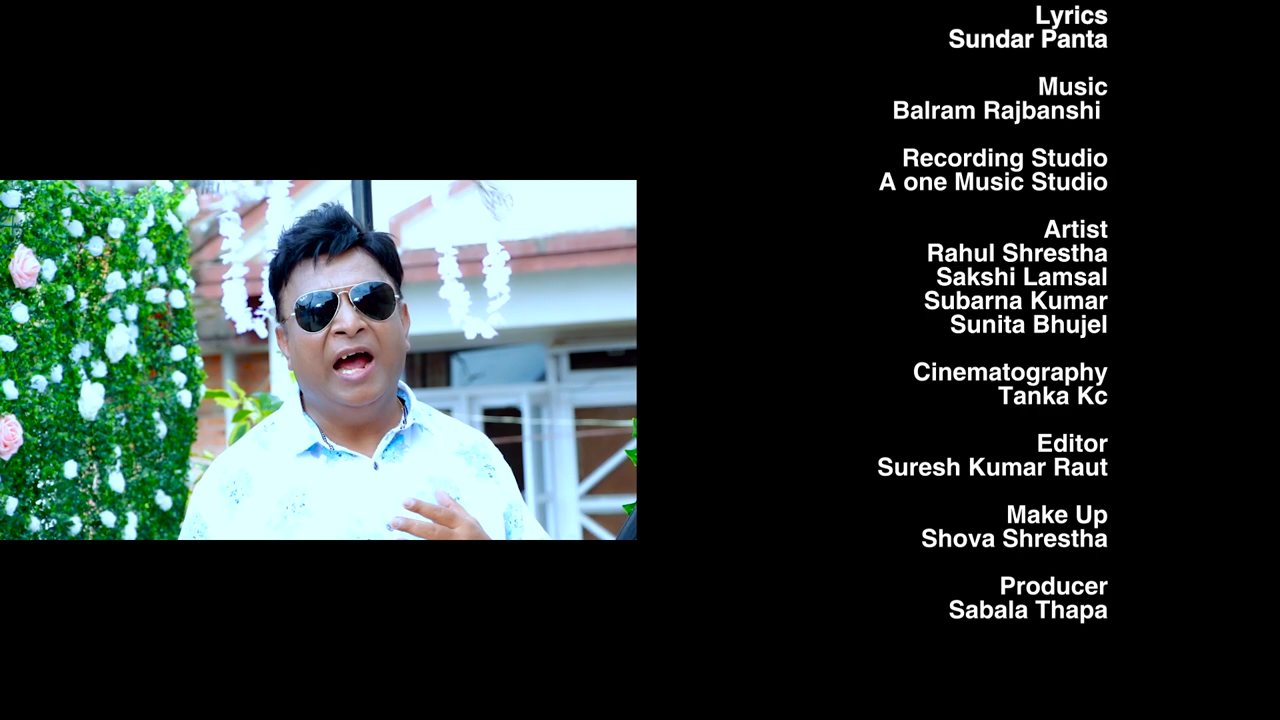 Lyrics
Sundar Panta
Music
Balram Rajbanshi
Recording Studio
A one Music Studio
Artist
Rahul Shrestha
Sakshi Lamsal
Subarna Kumar
Sunita Bhujel
Cinematography
Tanka Kc
Editor
Suresh Kumar Raut
Make Up
Shova Shrestha
Producer
Sabala Thapa